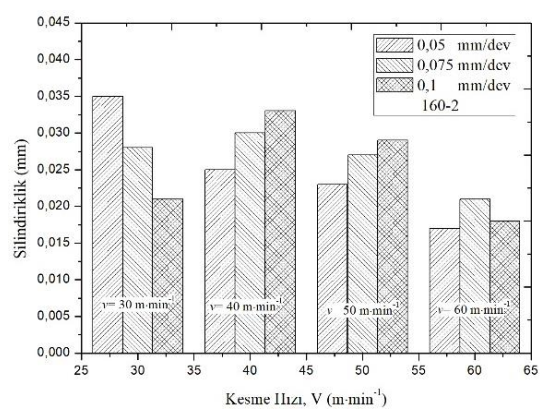 0,045
0,040
0,035
0,030
0,025
0,020
0,015
0,010
0,005
0,000
Silindiriklik (mm)
0,05 mm/dev
0,075 mm/dev
0,1 mm/dev
160-2
v= 30 m·min⁻¹
v= 40 m·min⁻¹
v 50 m·min⁻¹
v 60 m·min⁻¹
25 30 35 40 45 50 55 60 65
Kesme Hızı, V (m·min⁻¹)